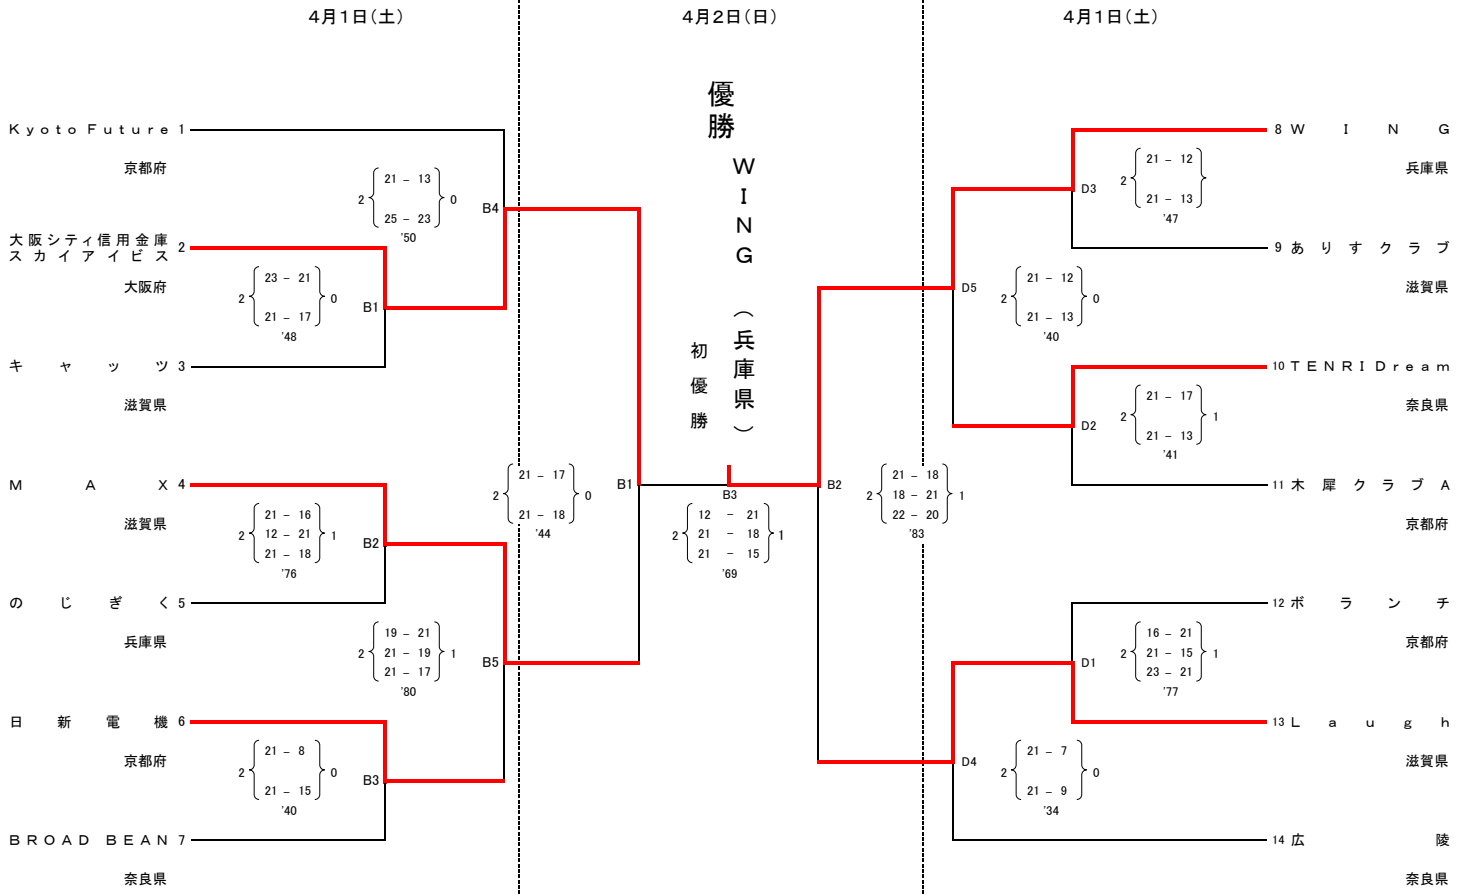 4月1日(土)
4月2日(日)
4月1日(土)
優勝
WING (兵庫県)
初優勝
Kyoto Future 1
京都府
大阪シティ信用金庫
スカイアイビス 2
大阪府
キャッツ 3
滋賀県
MAX 4
滋賀県
のじぎく 5
兵庫県
日新電機 6
京都府
BROAD BEAN 7
奈良県
B4
2 0
21 - 13
25 - 23
'50
B1
2 0
23 - 21
21 - 17
'48
B2
2 1
21 - 16
12 - 21
21 - 18
'76
B5
2 1
19 - 21
21 - 19
21 - 17
'80
B3
2 0
21 - 8
21 - 15
'40
B1
2 0
21 - 17
21 - 18
'44
B3
2 1
12 - 21
21 - 18
21 - 15
'69
B2
2 1
21 - 18
18 - 21
22 - 20
'83
8 WING
兵庫県
9 ありすクラブ
滋賀県
10 TENRI Dream
奈良県
11 木犀クラブA
京都府
12 ボランチ
京都府
13 Laugh
滋賀県
14 広陵
奈良県
D3
2
21 - 12
21 - 13
'47
D5
2 0
21 - 12
21 - 13
'40
D2
2 1
21 - 17
21 - 13
'41
D1
2 1
16 - 21
21 - 15
23 - 21
'77
D4
2 0
21 - 7
21 - 9
'34